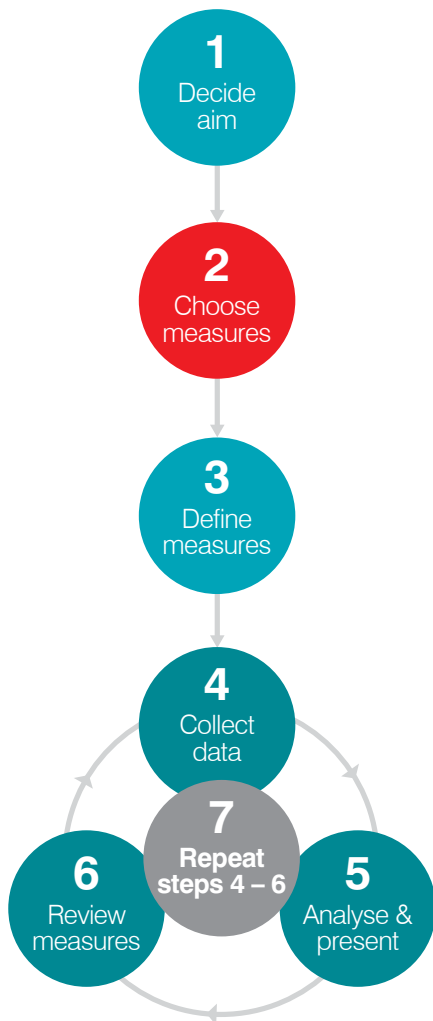 1
Decide
aim
2
Choose
measures
3
Define
measures
4
Collect
data
7
Repeat
steps 4 – 6
6
Review
measures
5
Analyse &
present